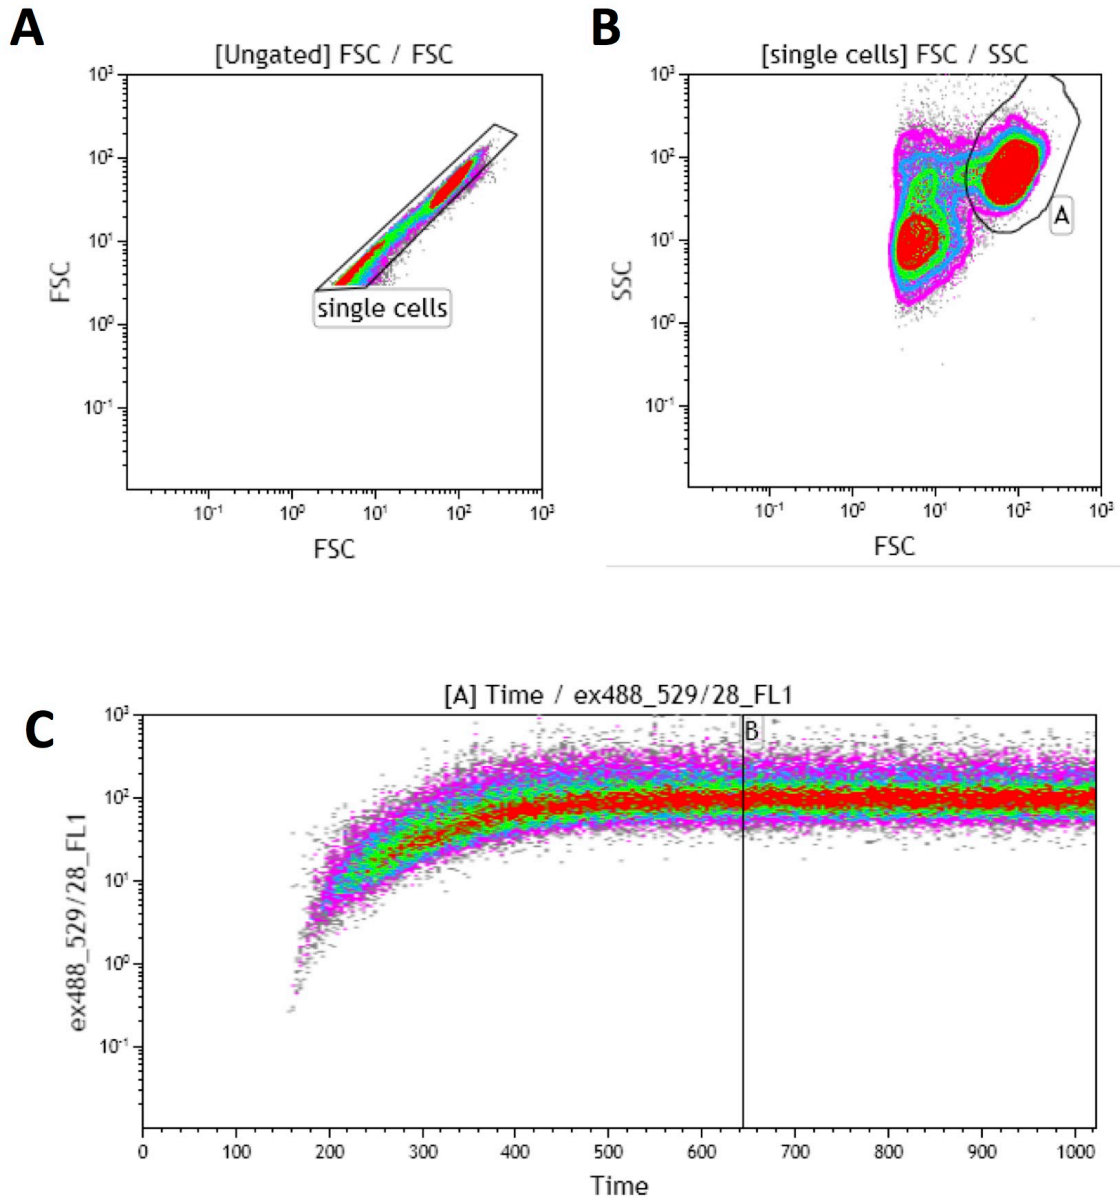 A
[Ungated] FSC / FSC
10³
10²
10¹
10⁰
10⁻¹
FSC
single cells
10⁻¹ 10⁰ 10¹ 10² 10³
FSC
B
[single cells] FSC / SSC
10³
10²
10¹
10⁰
10⁻¹
SSC
A
10⁻¹ 10⁰ 10¹ 10² 10³
FSC
C
[A] Time / ex488_529/28_FL1
10³
10²
10¹
10⁰
10⁻¹
ex488_529/28_FL1
B
0 100 200 300 400 500 600 700 800 900 1000
Time